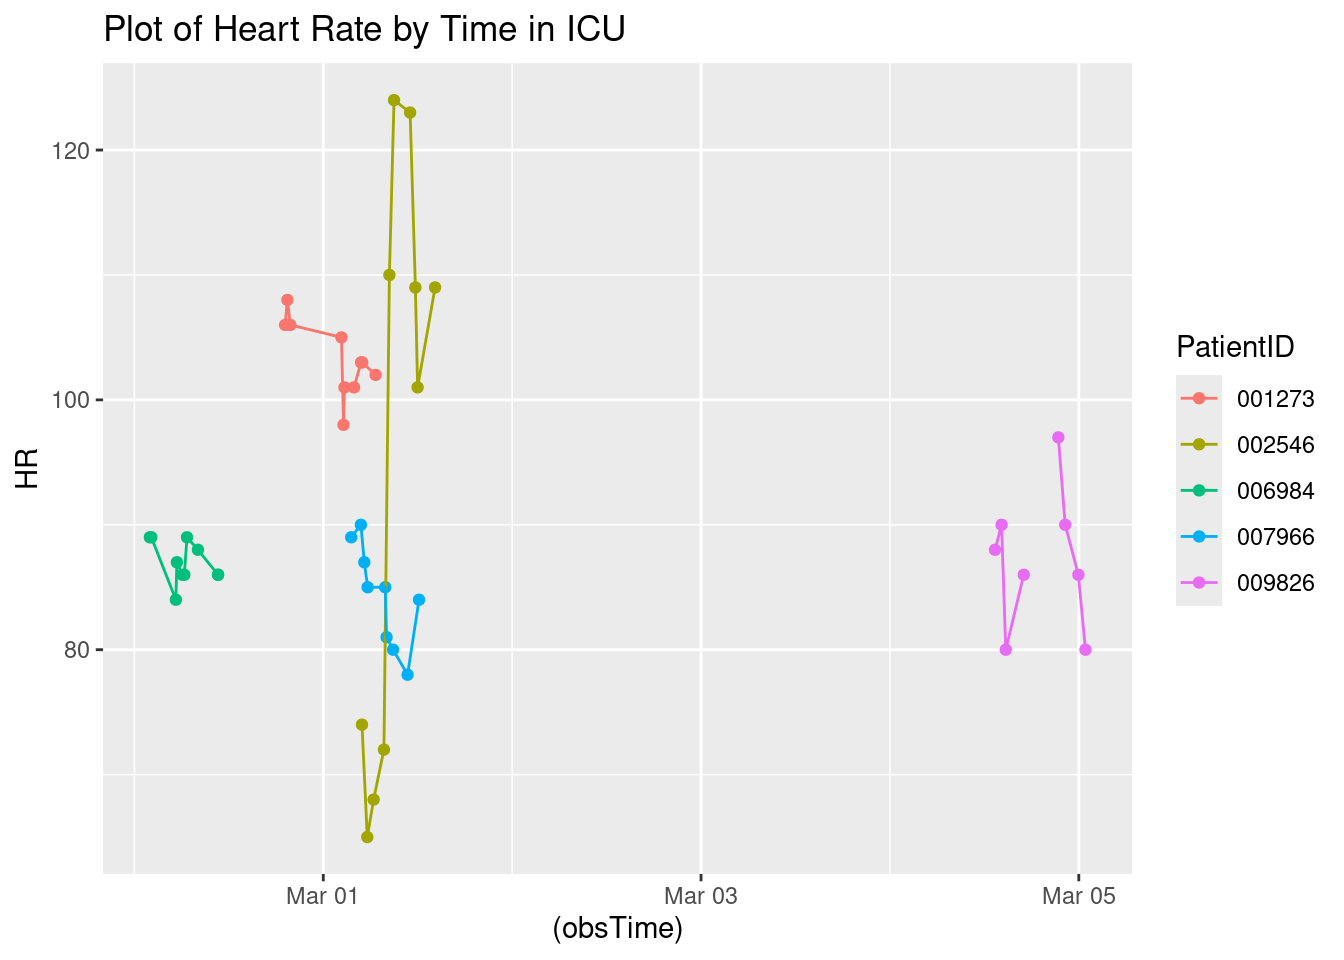 Plot of Heart Rate by Time in ICU
120
100
80
HR
Mar 01
Mar 03
Mar 05
(obsTime)
PatientID
001273
002546
006984
007966
009826